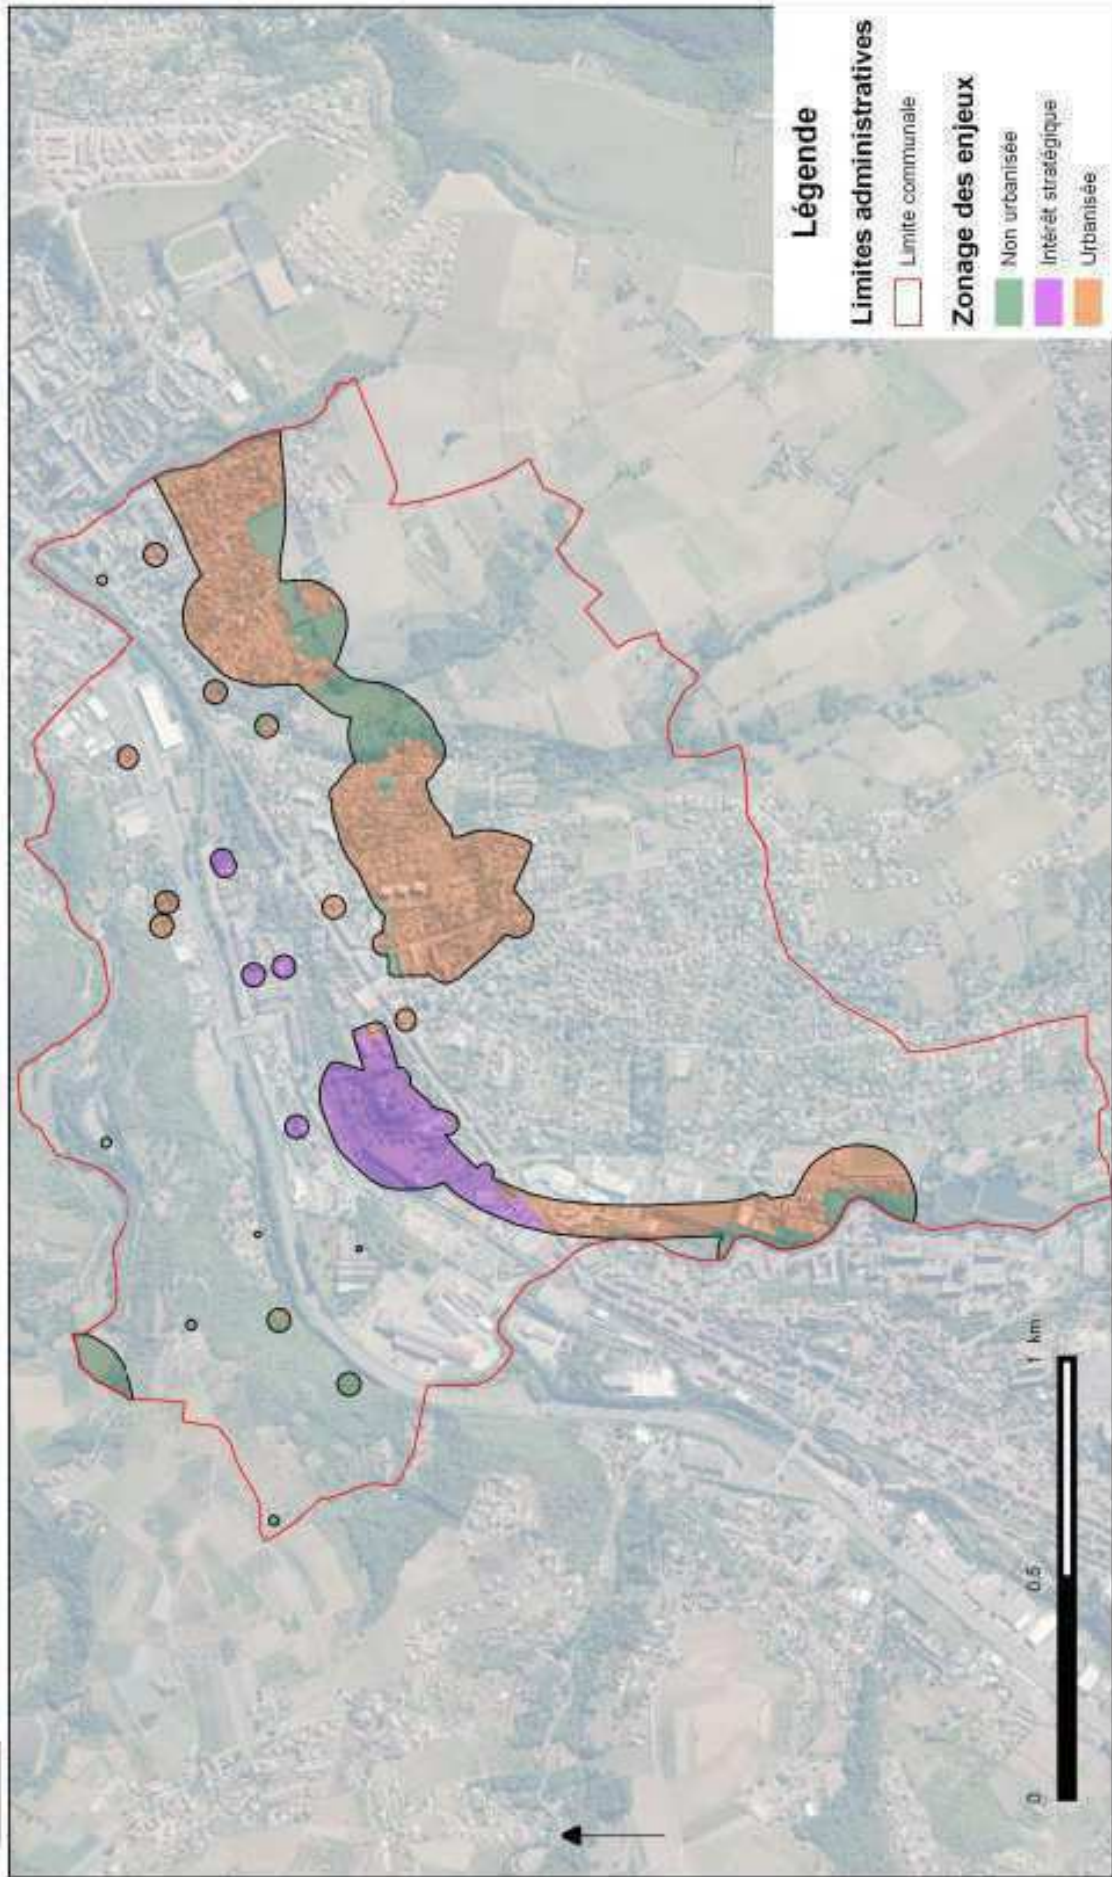 Légende
Limites administratives
Limite communale
Zonage des enjeux
Non urbanisée
Intérêt stratégique
Urbanisée
0 0.5 1 km